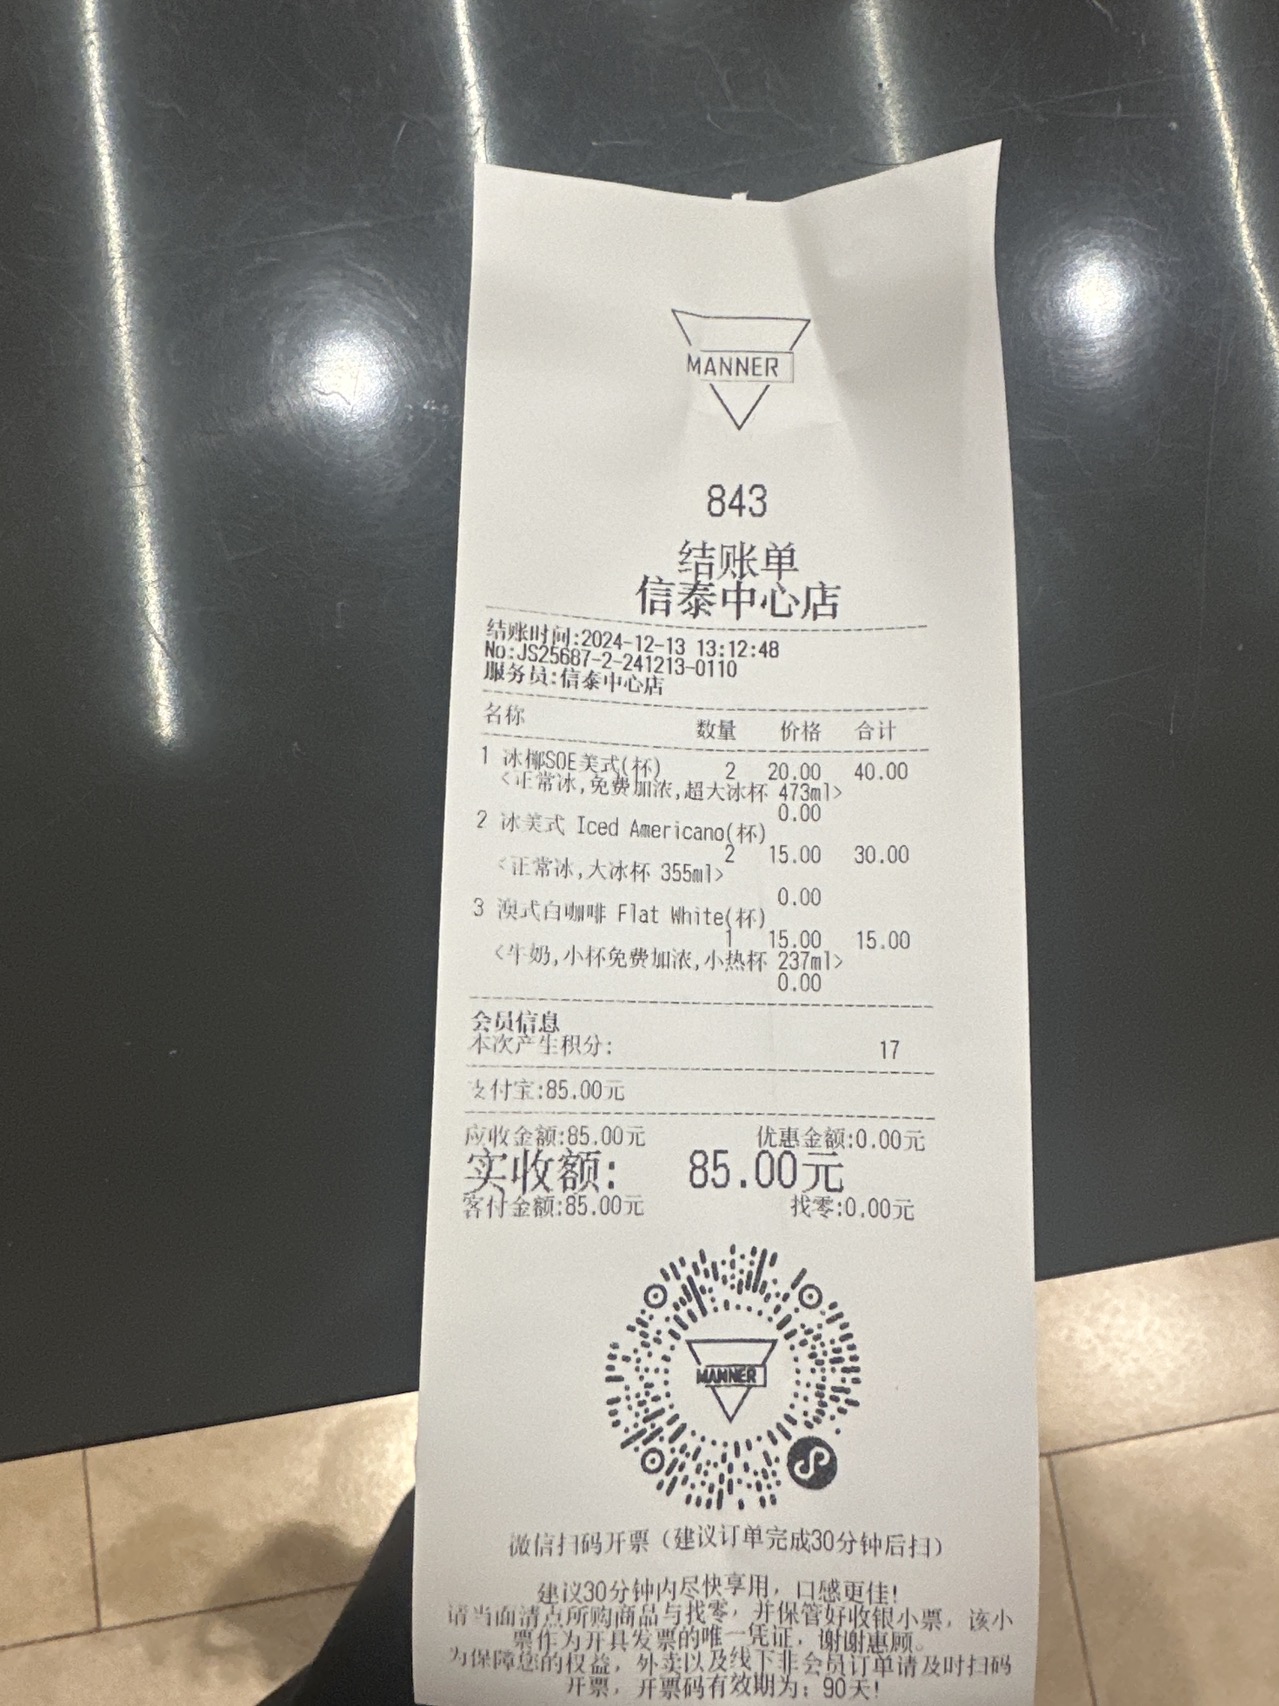 MANNER
843
结账单
信泰中心店
结账时间:2024-12-13 13:12:48
No:JS25687-2-241213-0110
服务员:信泰中心店
名称 数量 价格 合计
1 冰椰SOE美式(杯) 2 20.00 40.00
<正常冰,免费加浓,超大冰杯 473ml>
0.00
2 冰美式 Iced Americano(杯)
2 15.00 30.00
<正常冰,大冰杯 355ml>
0.00
3 澳式白咖啡 Flat White(杯)
1 15.00 15.00
<牛奶,小杯免费加浓,小热杯 237ml>
0.00
会员信息
本次产生积分: 17
支付宝:85.00元
应收金额:85.00元 优惠金额:0.00元
实收额: 85.00元
客付金额:85.00元 找零:0.00元
MANNER
微信扫码开票(建议订单完成30分钟后扫)
建议30分钟内尽快享用,口感更佳!
请当面清点所购商品与找零,并保管好收银小票,该小
票作为开具发票的唯一凭证,谢谢惠顾。
为保障您的权益,外卖以及线下非会员订单请及时扫码
开票,开票码有效期为:90天!